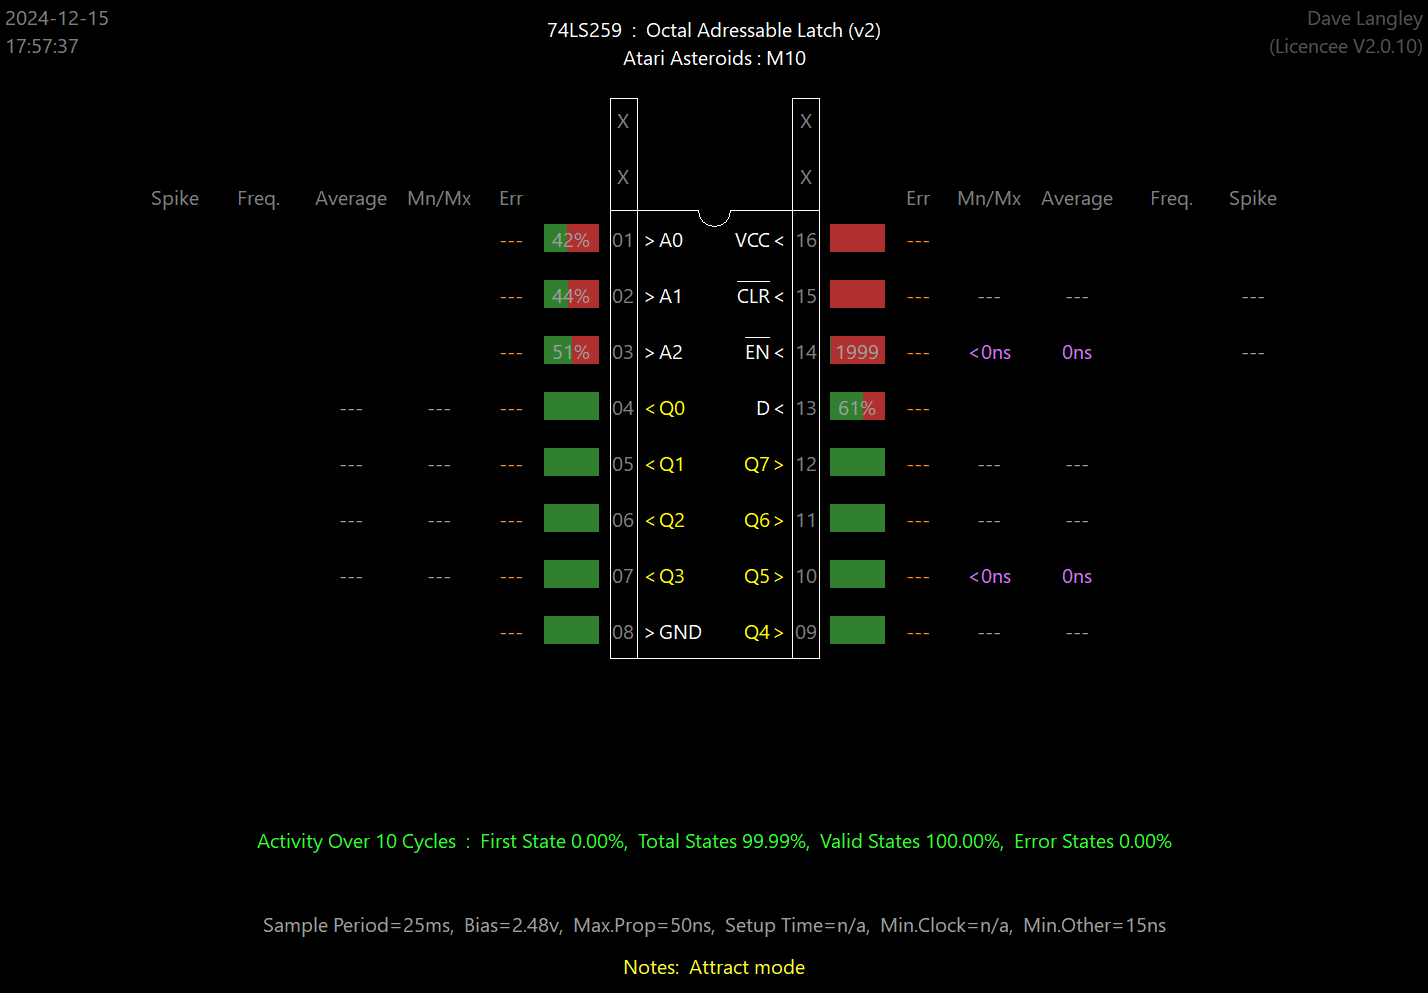 2024-12-15 74LS259 : Octal Adressable Latch (v2) Dave Langley
17:57:37 Atari Asteroids : M10 (Licencee V2.0.10)
X X
X X
Spike Freq. Average Mn/Mx Err Err Mn/Mx Average Freq. Spike
--- 42% 01 > A0 VCC < 16 ---
--- 44% 02 > A1 CLR < 15 --- --- --- ---
--- 51% 03 > A2 EN < 14 1999 --- <0ns 0ns ---
--- --- --- 04 < Q0 D < 13 61% ---
--- --- --- 05 < Q1 Q7 > 12 --- --- ---
--- --- --- 06 < Q2 Q6 > 11 --- --- ---
--- --- --- 07 < Q3 Q5 > 10 --- <0ns 0ns
--- 08 > GND Q4 > 09 --- --- ---
Activity Over 10 Cycles : First State 0.00%, Total States 99.99%, Valid States 100.00%, Error States 0.00%
Sample Period=25ms, Bias=2.48v, Max.Prop=50ns, Setup Time=n/a, Min.Clock=n/a, Min.Other=15ns
Notes: Attract mode